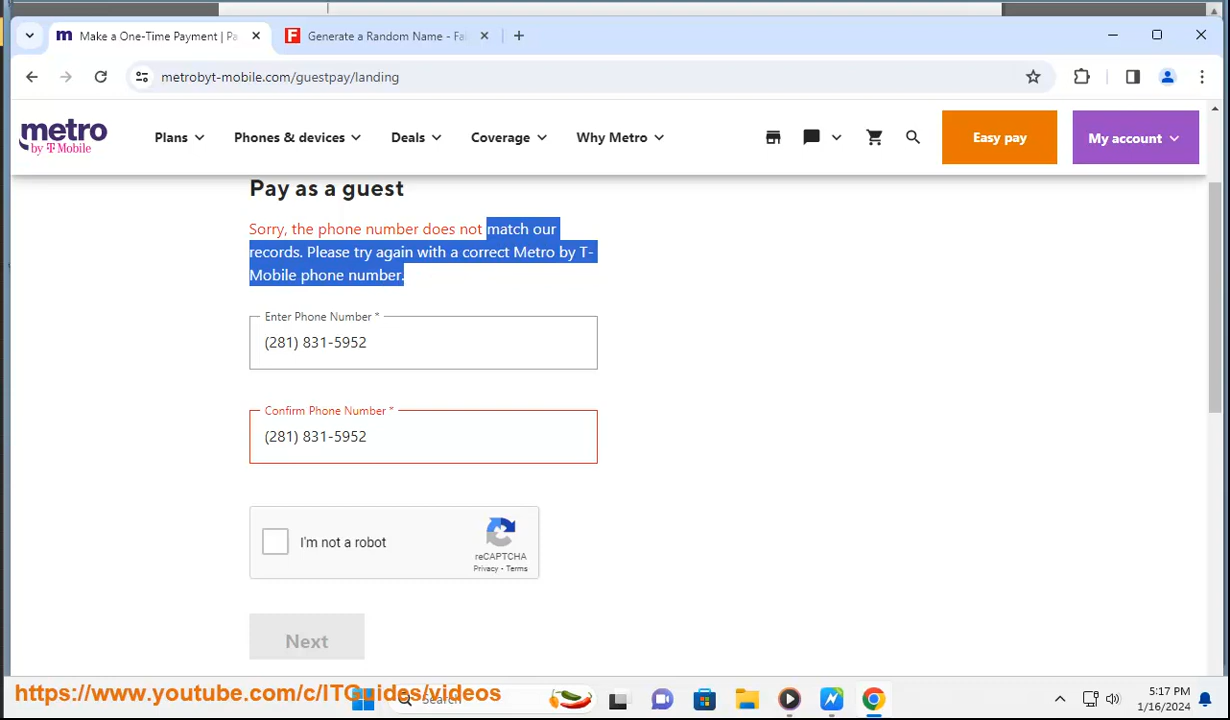 Make a One-Time Payment | Pa
Generate a Random Name - Fa
metrobyt-mobile.com/guestpay/landing
metro
by T Mobile
Plans
Phones & devices
Deals
Coverage
Why Metro
Easy pay
My account
Pay as a guest
Sorry, the phone number does not match our
records. Please try again with a correct Metro by T-
Mobile phone number.
Enter Phone Number *
(281) 831-5952
Confirm Phone Number *
(281) 831-5952
I'm not a robot
reCAPTCHA
Privacy - Terms
Next
https://www.youtube.com/c/ITGuides/videos
Search
5:17 PM
1/16/2024